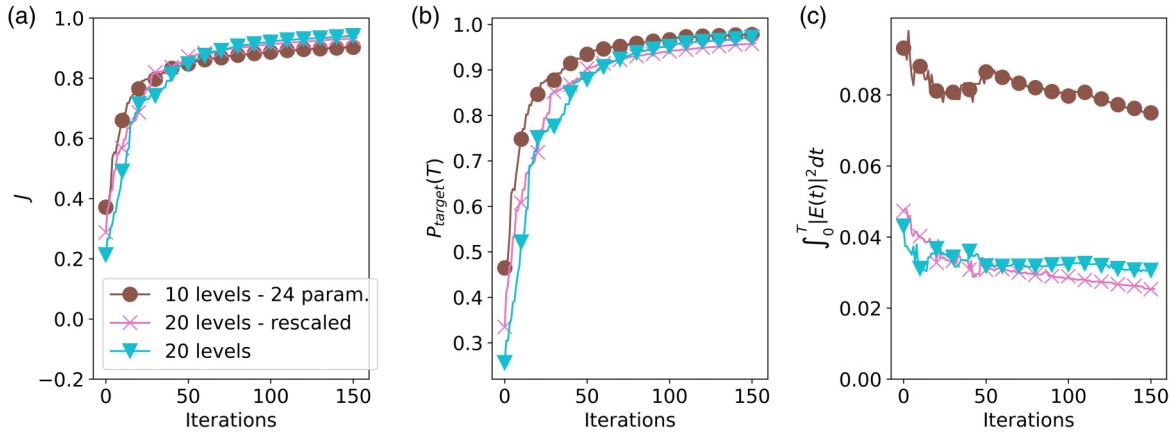 (a)
1.0
0.8
0.6
0.4
0.2
0.0
−0.2
J
0
50
100
150
Iterations
10 levels - 24 param.
20 levels - rescaled
20 levels
(b)
1.0
0.9
0.8
0.7
0.6
0.5
0.4
0.3
P_target(T)
0
50
100
150
Iterations
(c)
0.08
0.06
0.04
0.02
0.00
∫₀ᵀ|E(t)|²dt
0
50
100
150
Iterations